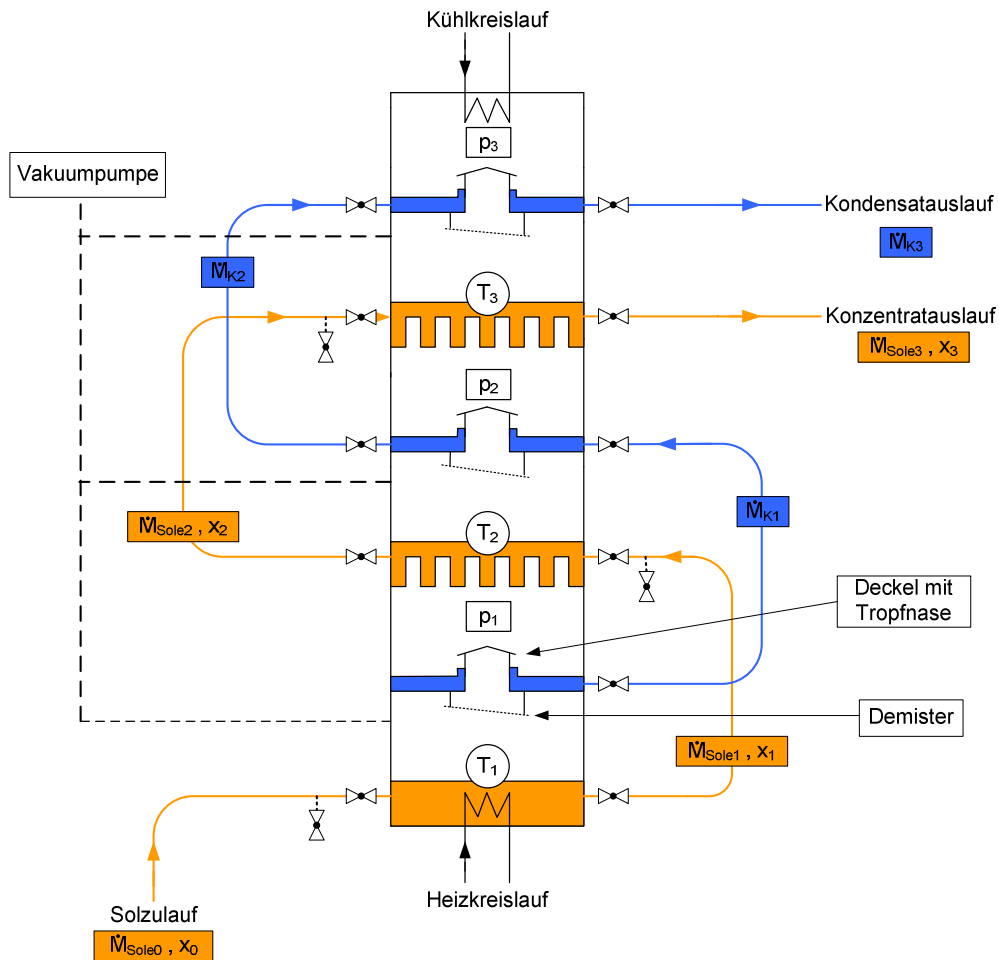 Kühlkreislauf
p3
Vakuumpumpe
Kondensatauslauf
ṀK3
ṀK2
T3
Konzentratauslauf
ṀSole3 , x3
p2
ṀK1
ṀSole2 , x2
T2
Deckel mit
Tropfnase
p1
Demister
ṀSole1 , x1
T1
Heizkreislauf
Solzulauf
ṀSole0 , x0